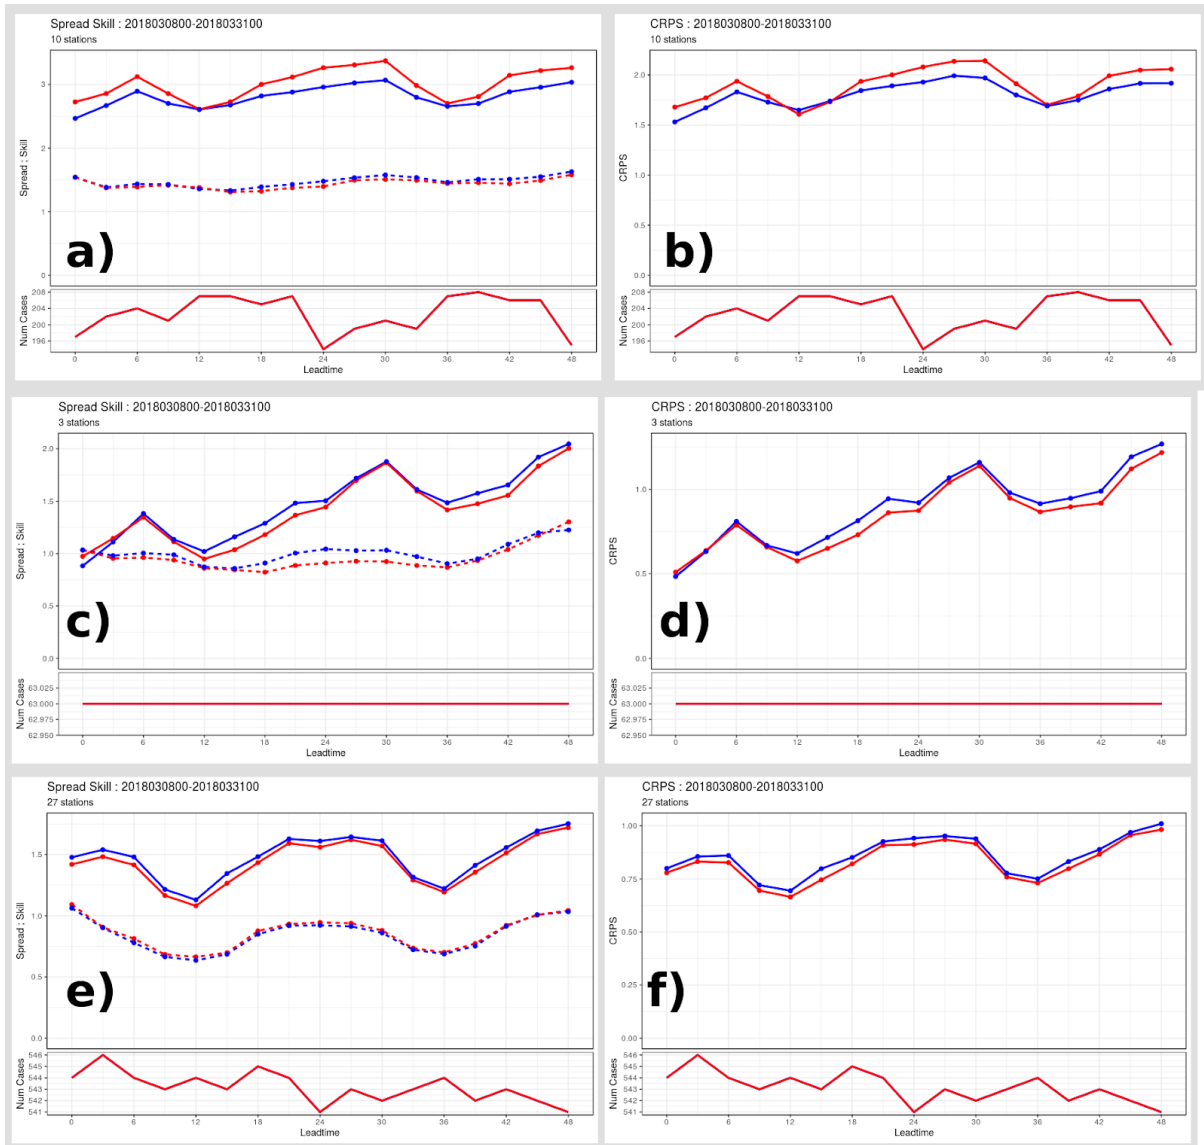 Spread Skill : 2018030800-2018033100
10 stations
Spread ; Skill
3
2
1
0
a)
Num Cases
208
204
200
196
0 6 12 18 24 30 36 42 48
Leadtime
CRPS : 2018030800-2018033100
10 stations
CRPS
2.0
1.5
1.0
0.5
0.0
b)
Num Cases
208
204
200
196
0 6 12 18 24 30 36 42 48
Leadtime
Spread Skill : 2018030800-2018033100
3 stations
Spread ; Skill
2.0
1.5
1.0
0.5
0.0
c)
Num Cases
63.025
63.000
62.975
62.950
0 6 12 18 24 30 36 42 48
Leadtime
CRPS : 2018030800-2018033100
3 stations
CRPS
1.0
0.5
0.0
d)
Num Cases
63.025
63.000
62.975
62.950
0 6 12 18 24 30 36 42 48
Leadtime
Spread Skill : 2018030800-2018033100
27 stations
Spread ; Skill
1.5
1.0
0.5
0.0
e)
Num Cases
546
545
544
543
542
541
0 6 12 18 24 30 36 42 48
Leadtime
CRPS : 2018030800-2018033100
27 stations
CRPS
1.00
0.75
0.50
0.25
0.00
f)
Num Cases
546
545
544
543
542
541
0 6 12 18 24 30 36 42 48
Leadtime